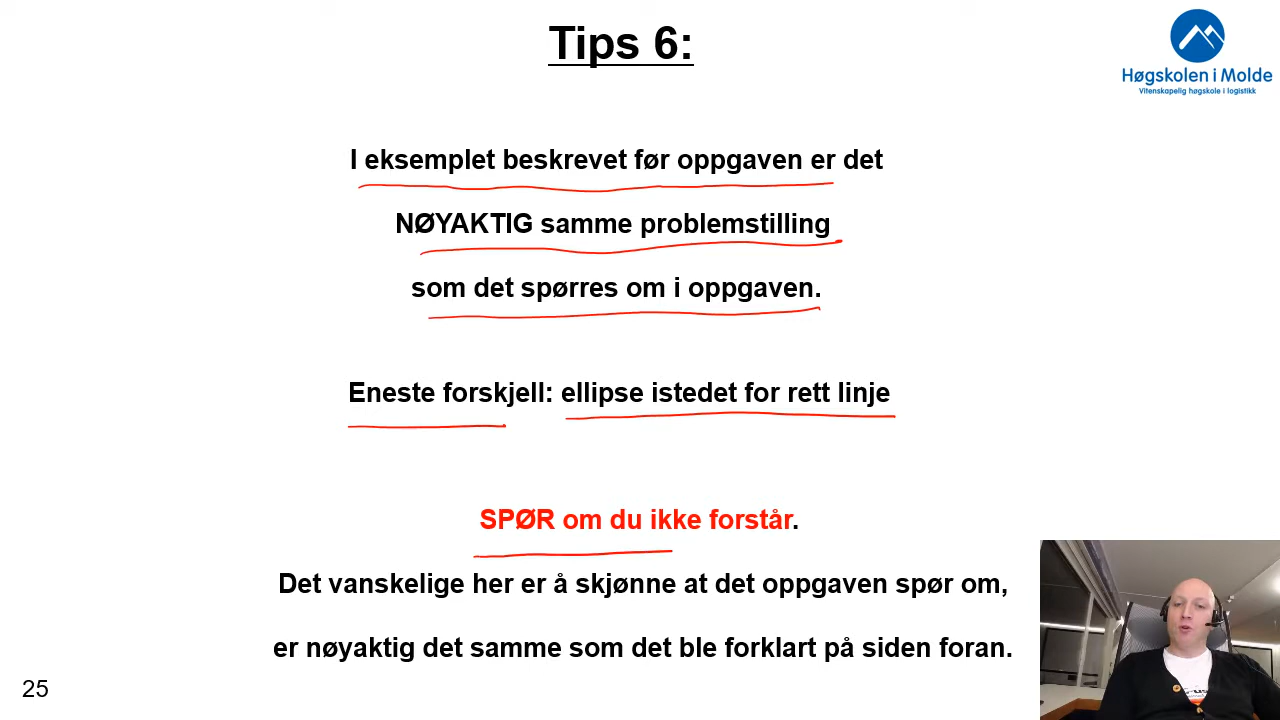 Tips 6:
Høgskolen i Molde
Vitenskapelig høgskole i logistikk
I eksemplet beskrevet før oppgaven er det
NØYAKTIG samme problemstilling
som det spørres om i oppgaven.
Eneste forskjell: ellipse istedet for rett linje
SPØR om du ikke forstår.
Det vanskelige her er å skjønne at det oppgaven spør om,
er nøyaktig det samme som det ble forklart på siden foran.
25